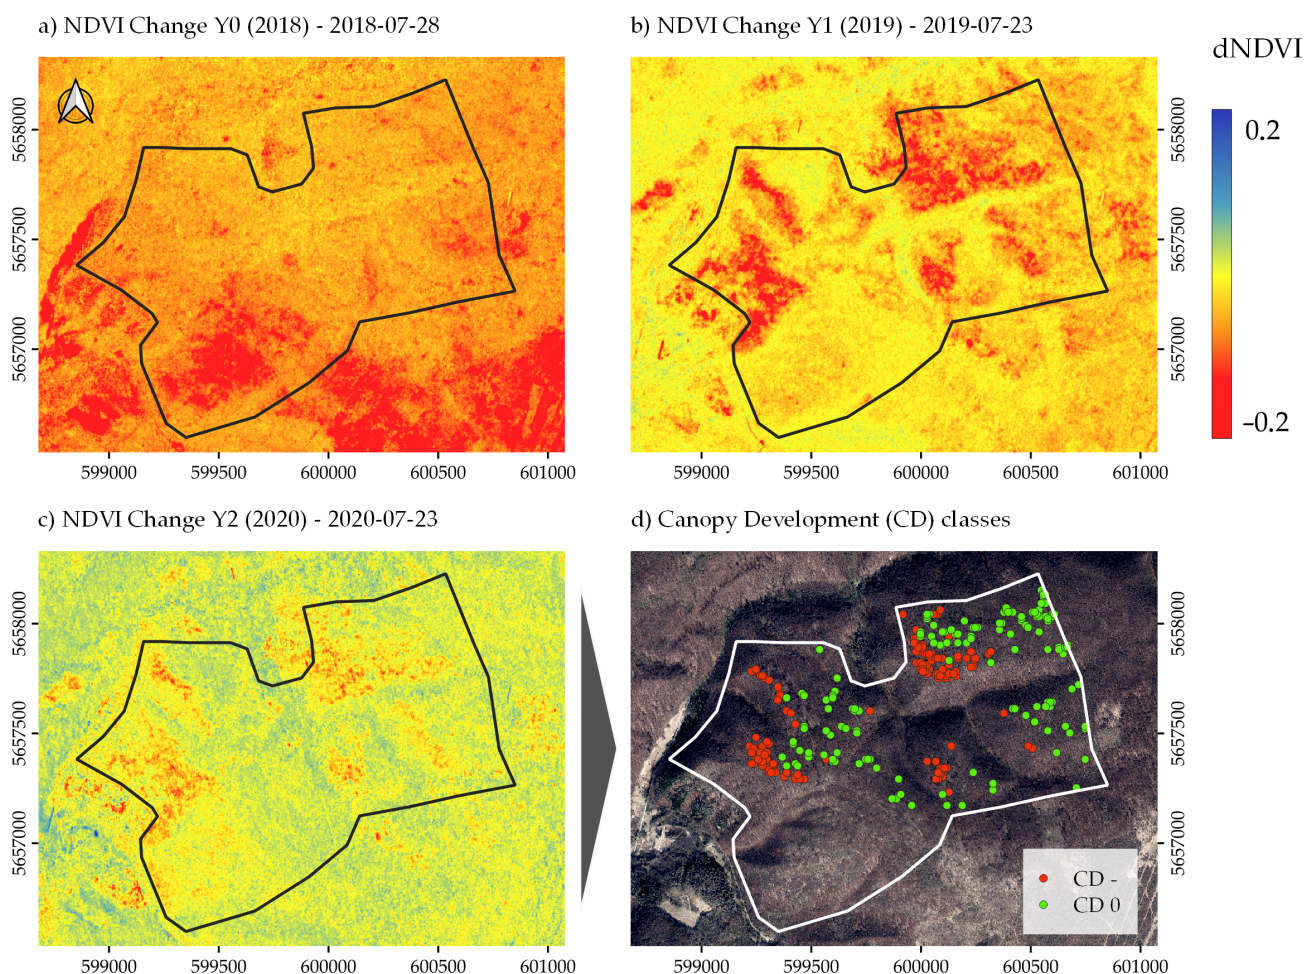 a) NDVI Change Y0 (2018) - 2018-07-28
b) NDVI Change Y1 (2019) - 2019-07-23
dNDVI
0.2
-0.2
5658000
5657500
5657000
5658000
5657500
5657000
599000 599500 600000 600500 601000
599000 599500 600000 600500 601000
c) NDVI Change Y2 (2020) - 2020-07-23
d) Canopy Development (CD) classes
5658000
5657500
5657000
5658000
5657500
5657000
CD -
CD 0
599000 599500 600000 600500 601000
599000 599500 600000 600500 601000